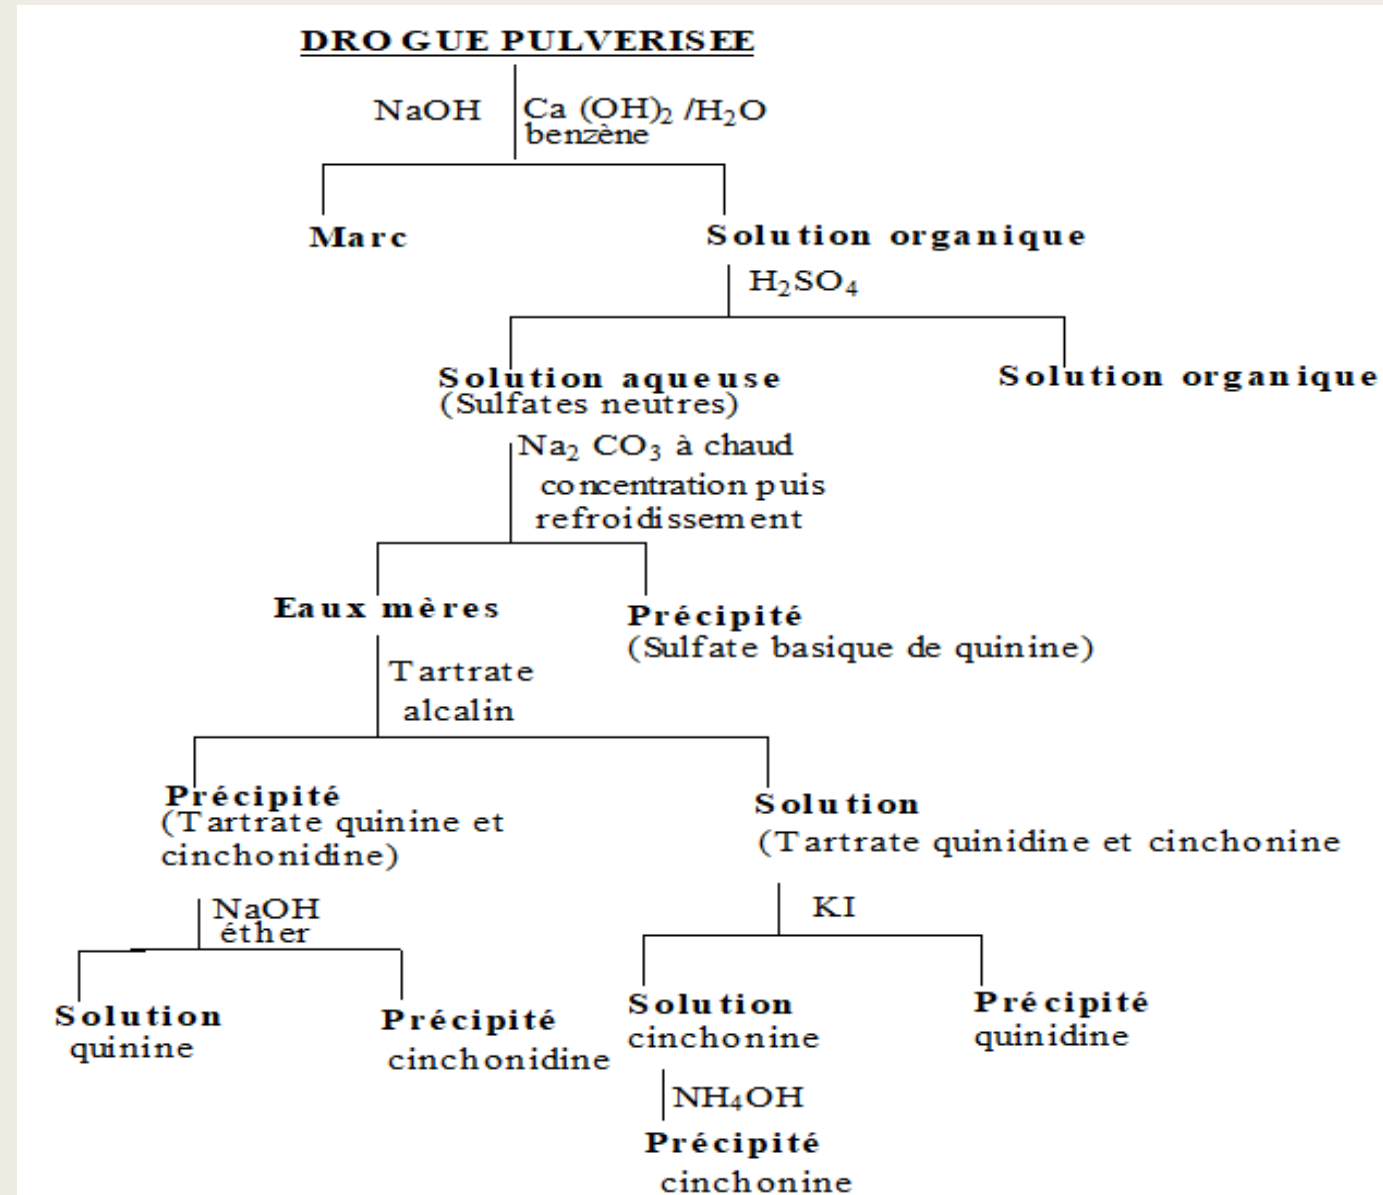 DROGUE PULVERISEE
NaOH
Ca (OH)₂ /H₂O
benzène
Marc
Solution organique
H₂SO₄
Solution aqueuse
(Sulfates neutres)
Solution organique
Na₂ CO₃ à chaud
concentration puis
refroidissement
Eaux mères
Précipité
(Sulfate basique de quinine)
Tartrate
alcalin
Précipité
(Tartrate quinine et
cinchonidine)
Solution
(Tartrate quinidine et cinchonine
NaOH
éther
KI
Solution
quinine
Précipité
cinchonidine
Solution
cinchonine
Précipité
quinidine
NH₄OH
Précipité
cinchonine